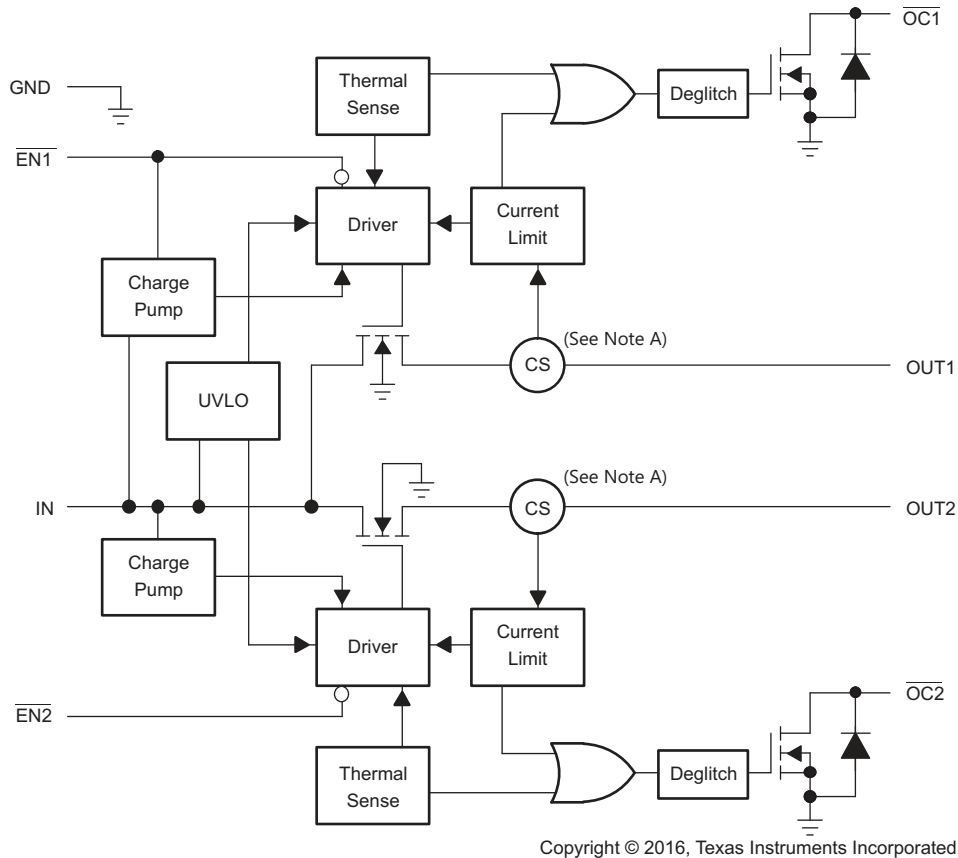 OC1
Thermal
Sense
Deglitch
GND
EN1
Driver
Current
Limit
Charge
Pump
(See Note A)
CS
OUT1
UVLO
(See Note A)
IN
CS
OUT2
Charge
Pump
Driver
Current
Limit
OC2
EN2
Thermal
Sense
Deglitch
Copyright © 2016, Texas Instruments Incorporated